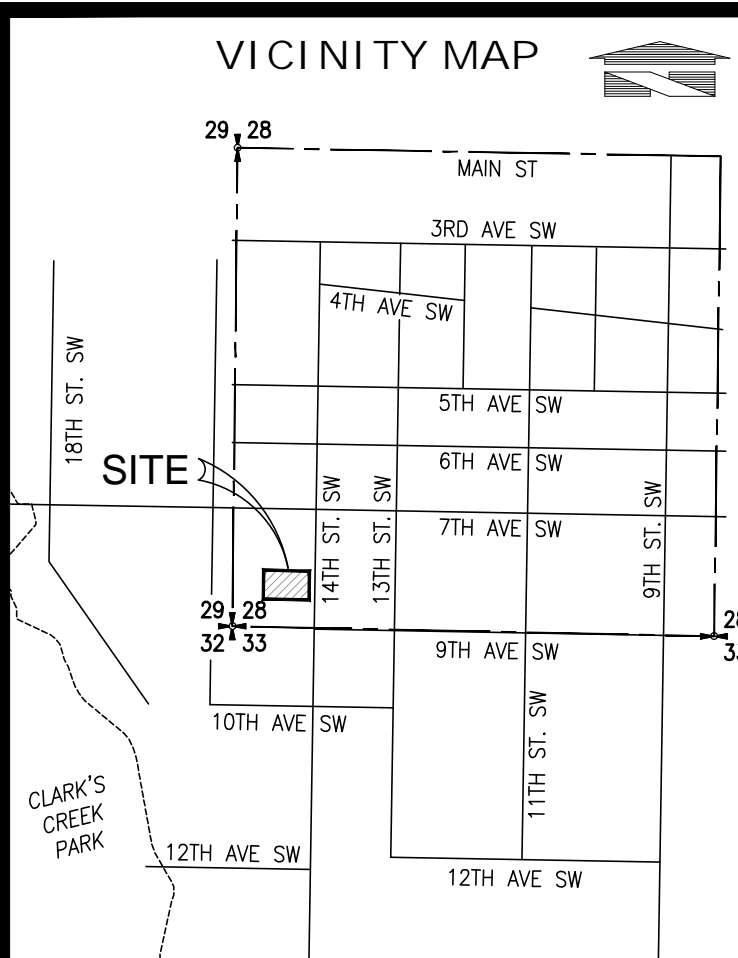 VICINITY MAP
29 28
MAIN ST
3RD AVE SW
4TH AVE SW
18TH ST. SW
5TH AVE SW
6TH AVE SW
SITE
14TH ST. SW
13TH ST. SW
9TH ST. SW
7TH AVE SW
29 28
32 33
28
9TH AVE SW
10TH AVE SW
11TH ST. SW
CLARK'S
CREEK
PARK
12TH AVE SW
12TH AVE SW